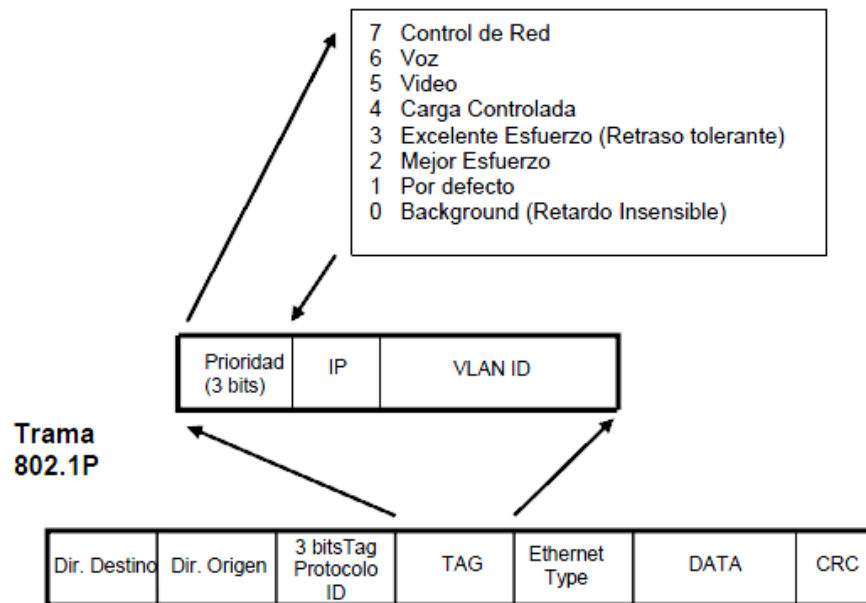 7 Control de Red
6 Voz
5 Video
4 Carga Controlada
3 Excelente Esfuerzo (Retraso tolerante)
2 Mejor Esfuerzo
1 Por defecto
0 Background (Retardo Insensible)
Prioridad
(3 bits)
IP
VLAN ID
Trama
802.1P
Dir. Destino
Dir. Origen
3 bitsTag
Protocolo
ID
TAG
Ethernet
Type
DATA
CRC